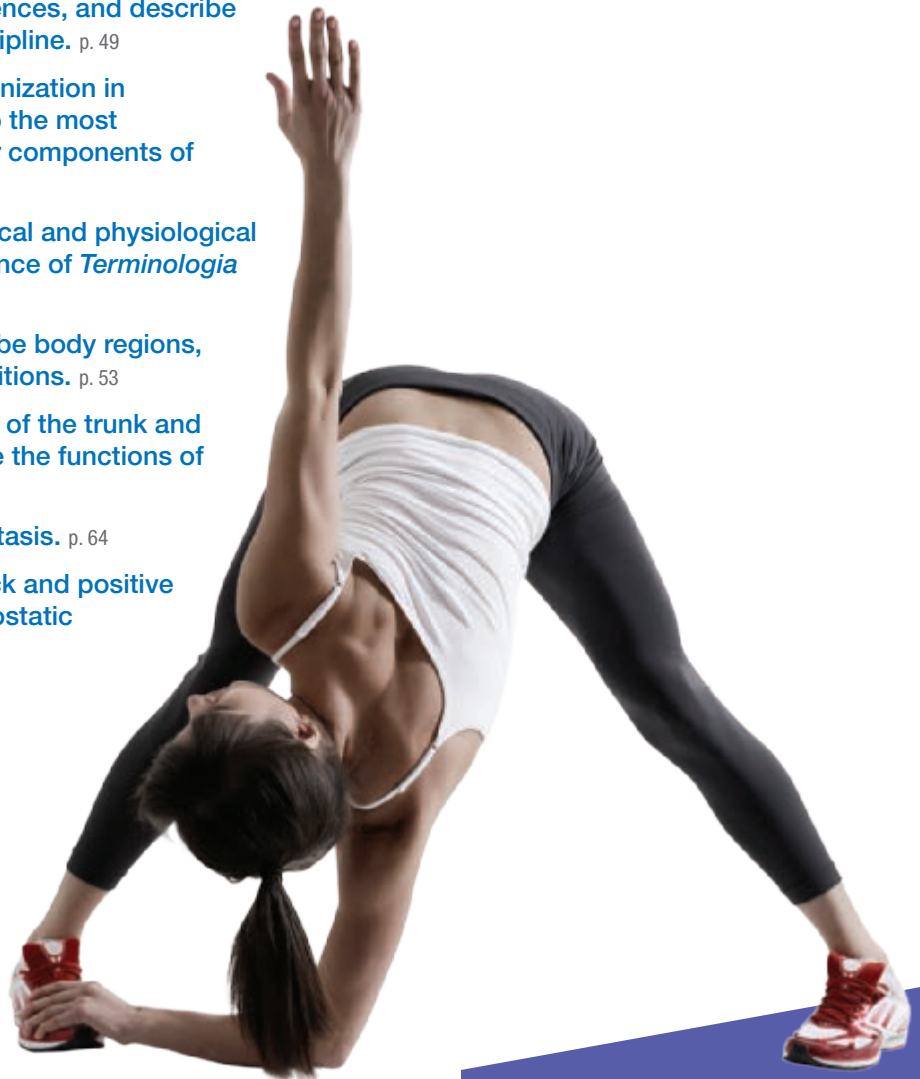 ences, and describe
ipline. p. 49
nization in
o the most
r components of
ical and physiological
nce of Terminologia
be body regions,
itions. p. 53
of the trunk and
e the functions of
tasis. p. 64
ck and positive
ostatic